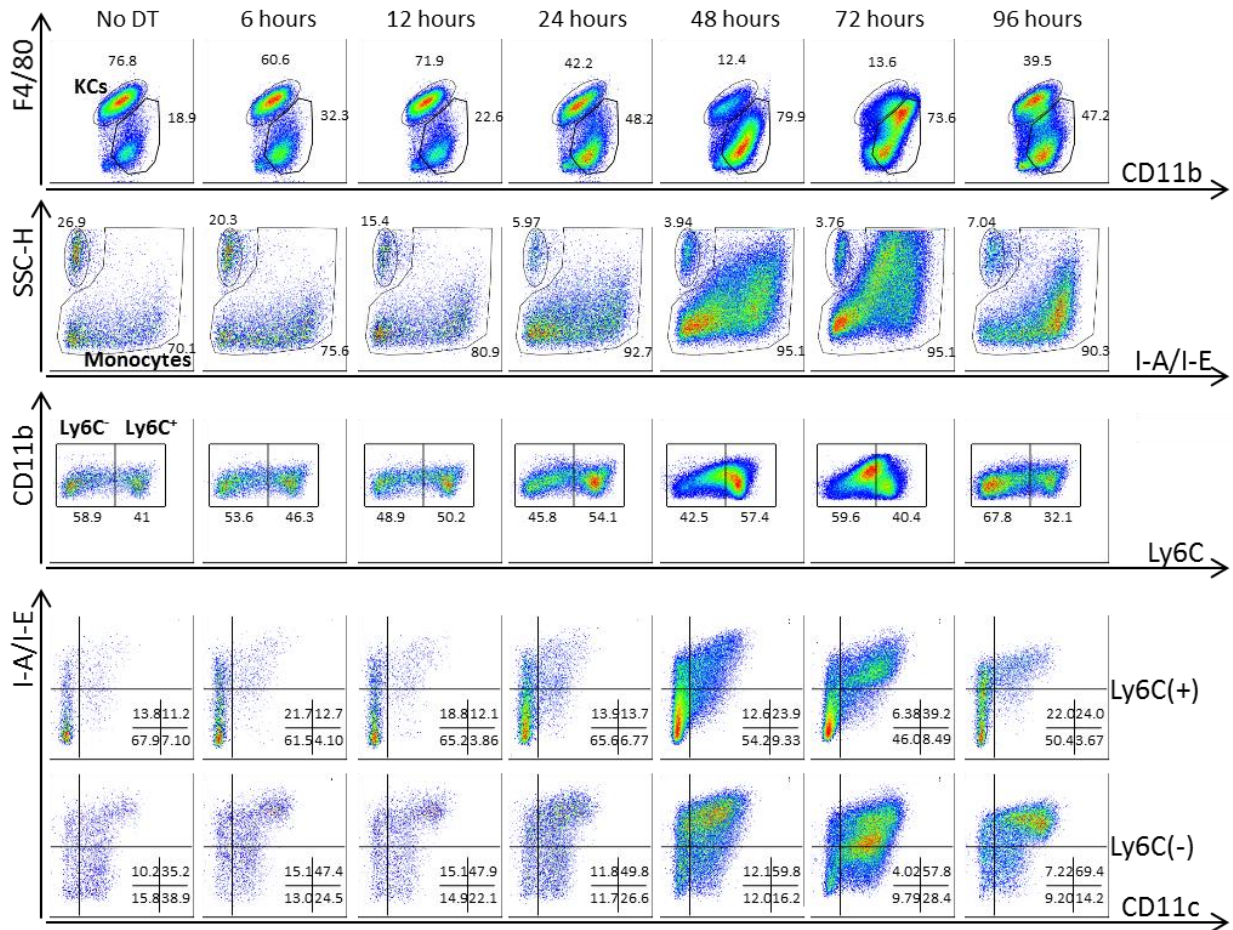 No DT 6 hours 12 hours 24 hours 48 hours 72 hours 96 hours
F4/80
76.8 60.6 71.9 42.2 12.4 13.6 39.5
KCs
18.9 32.3 22.6 48.2 79.9 73.6 47.2
CD11b
SSC-H
26.9 20.3 15.4 5.97 3.94 3.76 7.04
70.1 75.6 80.9 92.7 95.1 95.1 90.3
Monocytes
I-A/I-E
CD11b
Ly6C⁻ Ly6C⁺
58.9 41 53.6 46.3 48.9 50.2 45.8 54.1 42.5 57.4 59.6 40.4 67.8 32.1
Ly6C
I-A/I-E
Ly6C(+)
13.8 11.2 21.7 12.7 18.8 12.1 13.9 13.7 12.6 23.9 6.38 39.2 22.0 24.0
67.9 7.10 61.5 4.10 65.2 3.86 65.6 6.77 54.2 9.33 46.0 8.49 50.4 3.67
Ly6C(-)
10.2 35.2 15.1 47.4 15.1 47.9 11.8 49.8 12.1 59.8 4.02 57.8 7.22 69.4
15.8 38.9 13.0 24.5 14.9 22.1 11.7 26.6 12.0 16.2 9.79 28.4 9.20 14.2
CD11c